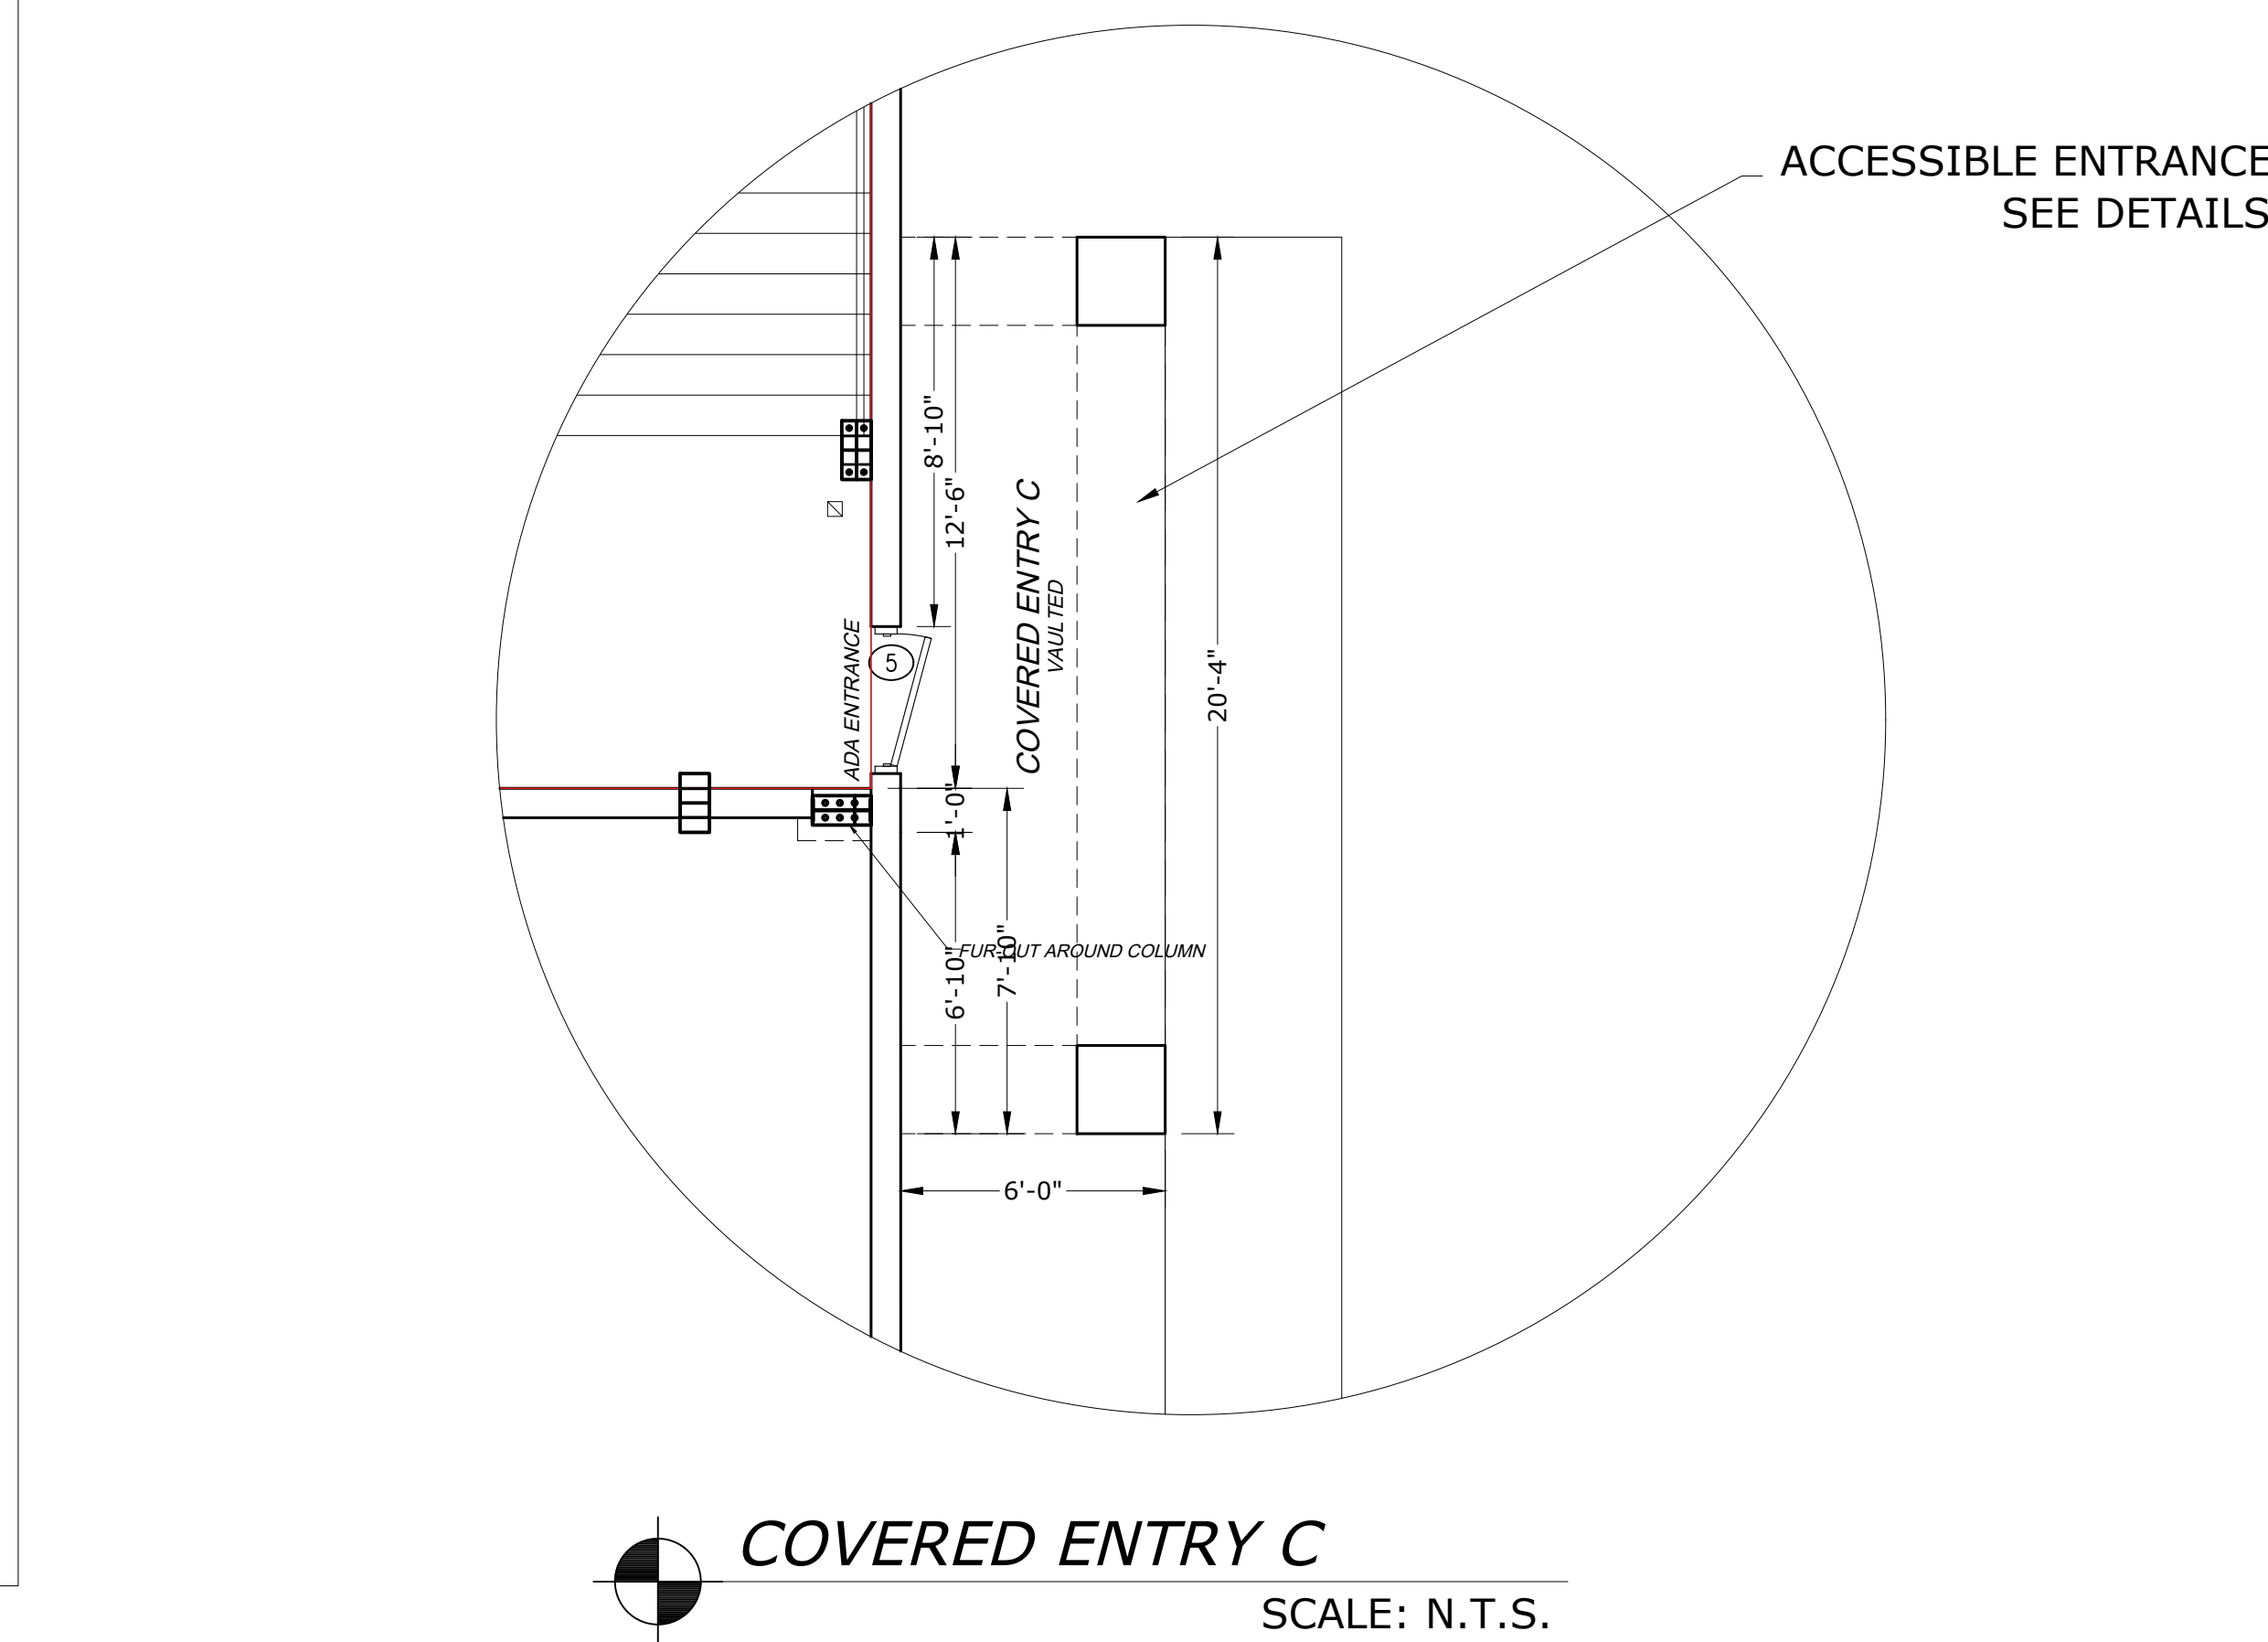 ACCESSIBLE ENTRANCE
SEE DETAILS
8'-10"
12'-6"
COVERED ENTRY C
VAULTED
ADA ENTRANCE
5
20'-4"
1'-0"
FUR-OUT AROUND COLUMN
6'-10"
7'-10"
6'-0"
COVERED ENTRY C
SCALE: N.T.S.